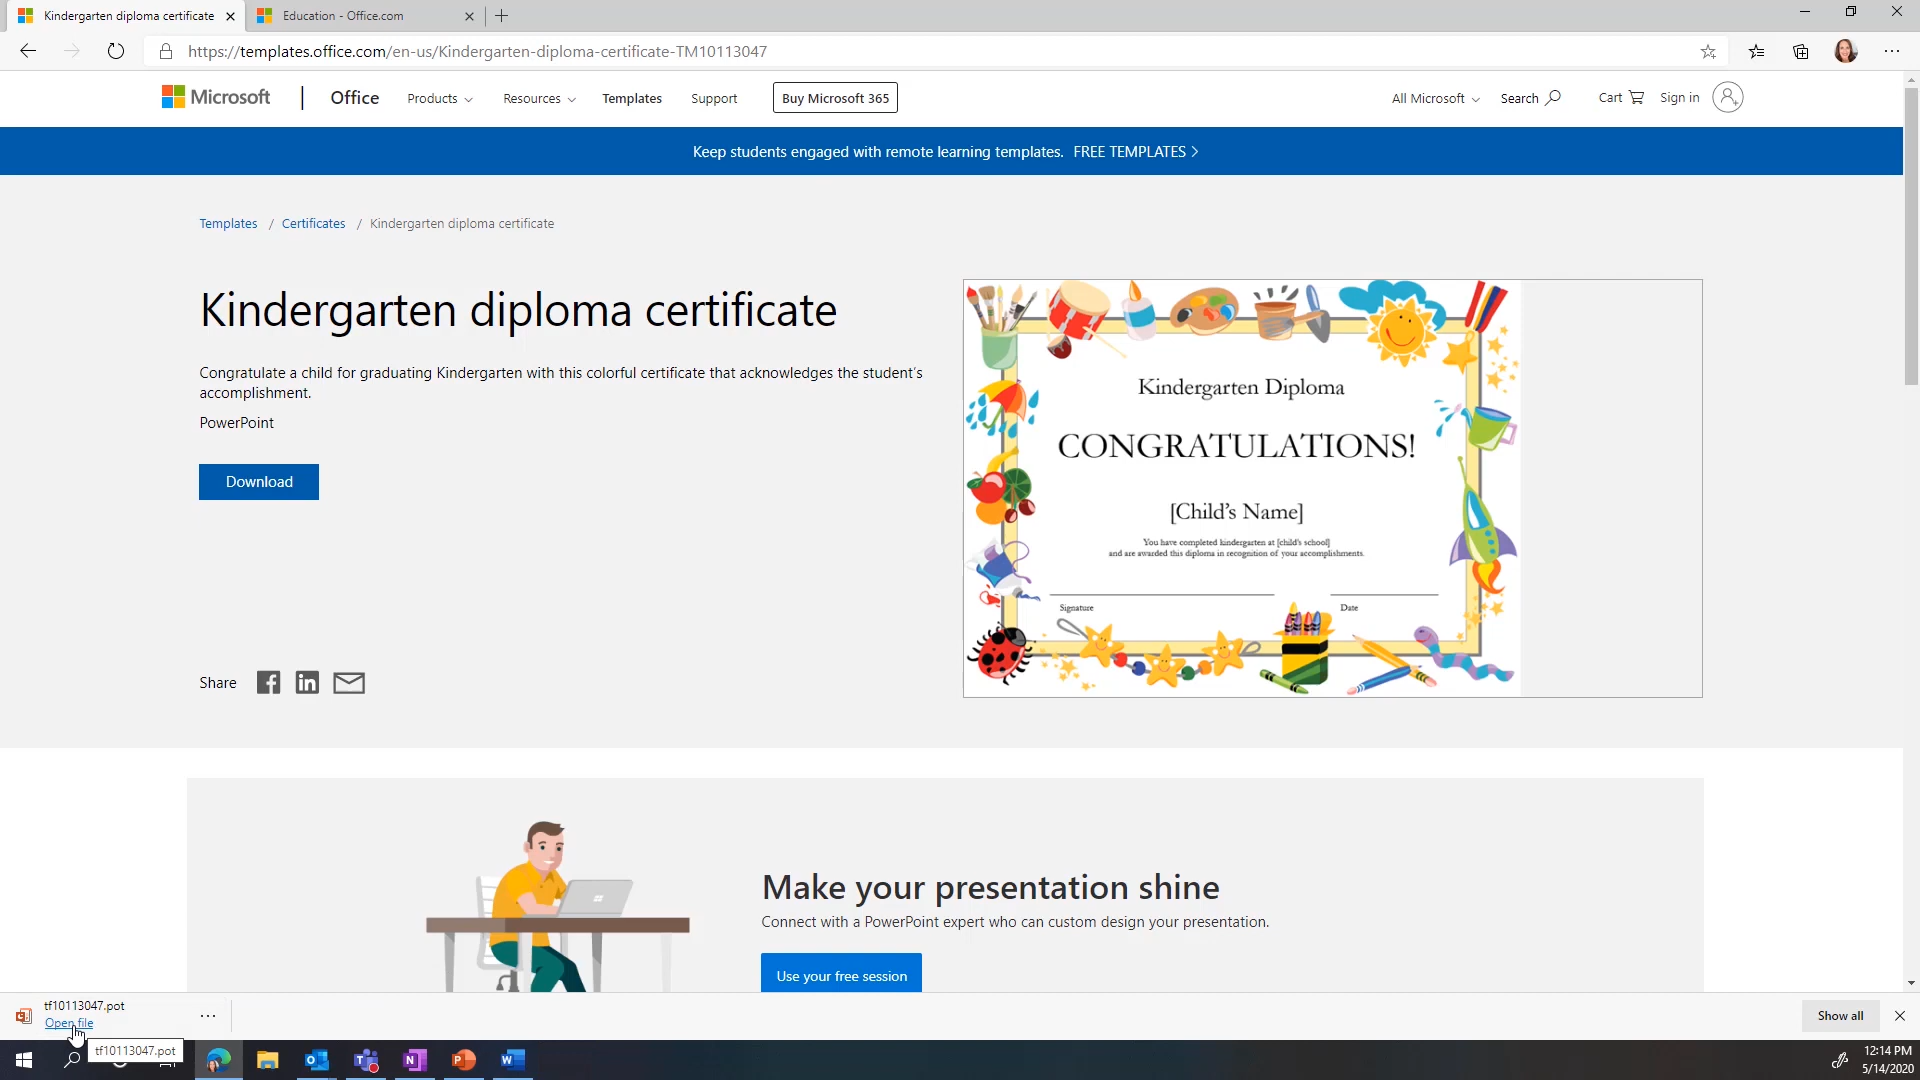 Kindergarten diploma certificate
Education - Office.com
https://templates.office.com/en-us/Kindergarten-diploma-certificate-TM10113047
Microsoft
Office
Products
Resources
Templates
Support
Buy Microsoft 365
All Microsoft
Search
Cart
Sign in
Keep students engaged with remote learning templates. FREE TEMPLATES >
Templates / Certificates / Kindergarten diploma certificate
Kindergarten diploma certificate
Congratulate a child for graduating Kindergarten with this colorful certificate that acknowledges the student's
accomplishment.
PowerPoint
Download
Share
Kindergarten Diploma
CONGRATULATIONS!
[Child's Name]
You have completed kindergarten at [child's school]
and are awarded this diploma in recognition of your accomplishments.
Signature
Date
Make your presentation shine
Connect with a PowerPoint expert who can custom design your presentation.
Use your free session
tf10113047.pot
Open file
Show all
tf10113047.pot
12:14 PM
5/14/2020